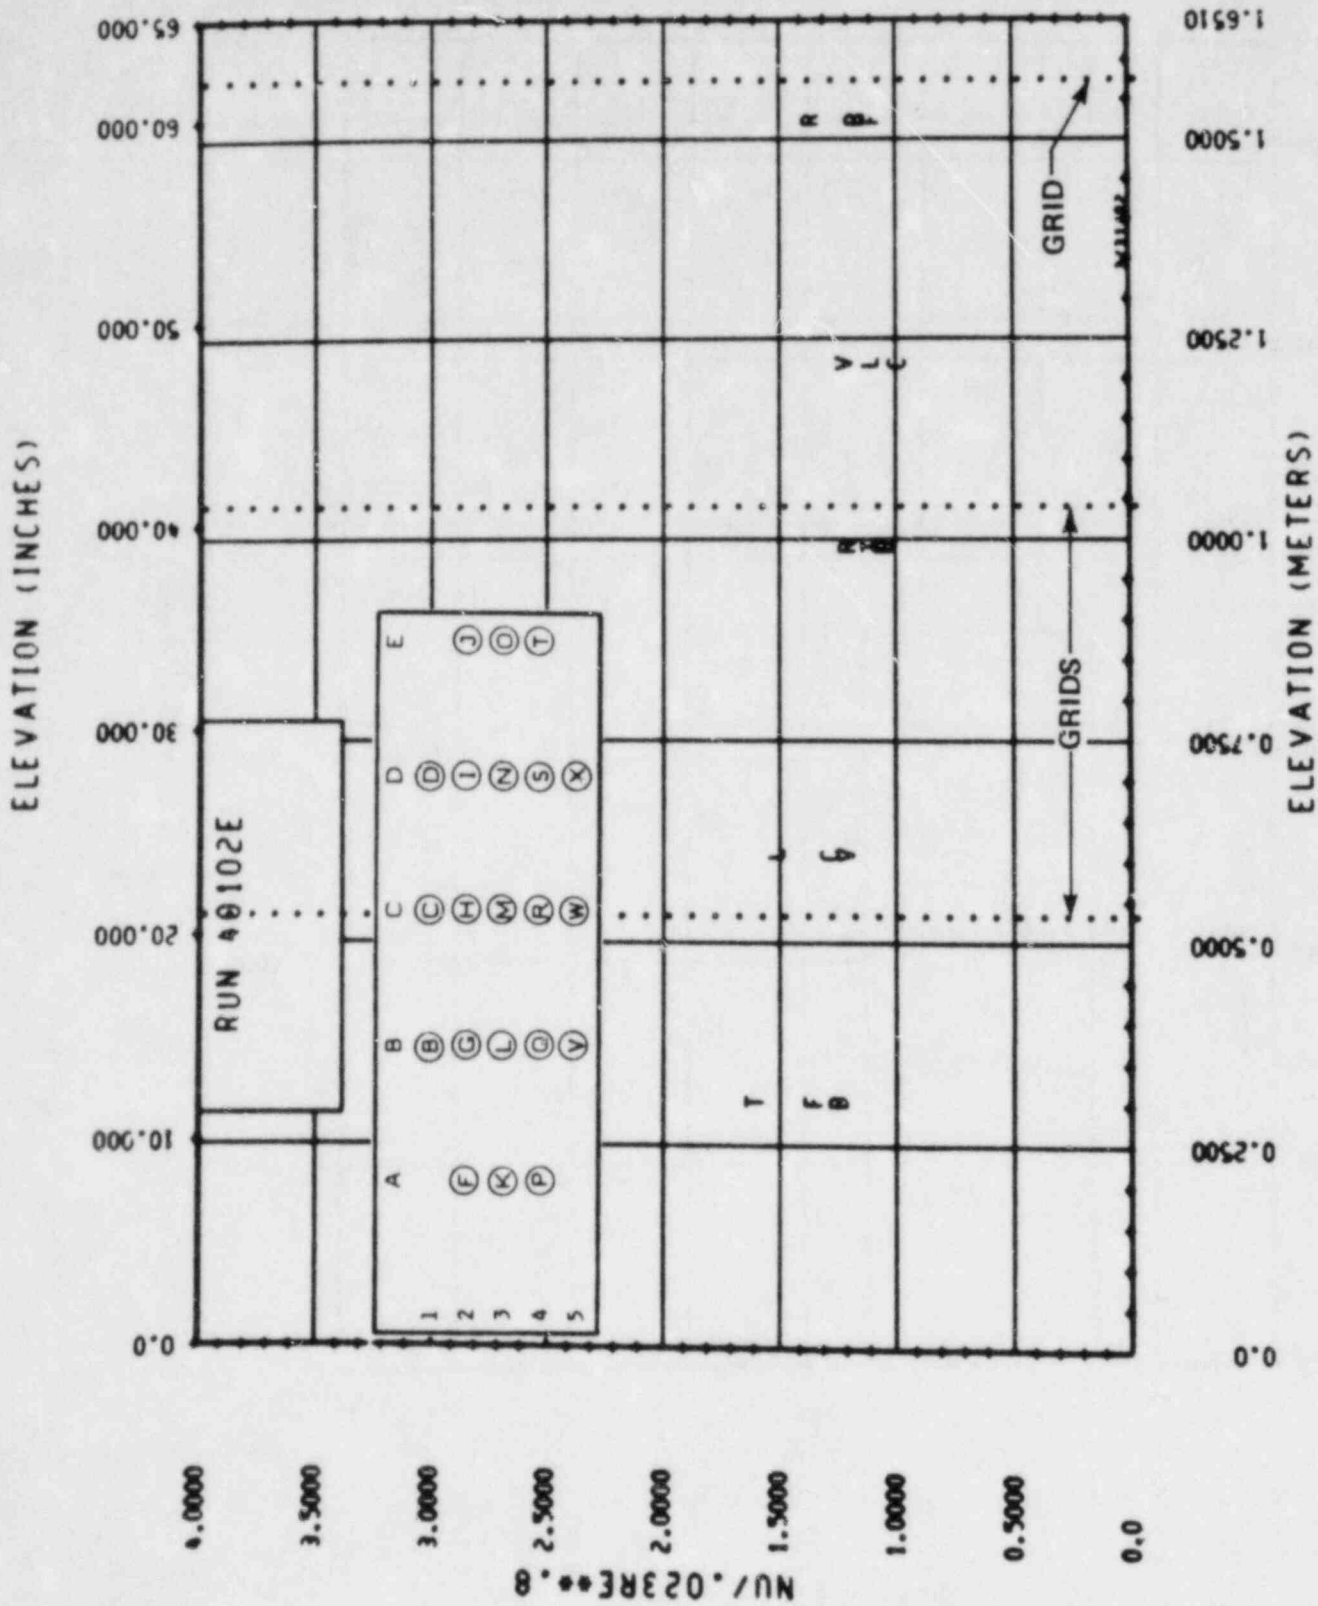 ELEVATION (INCHES)
0.0
10.000
20.000
30.000
40.000
50.000
60.000
65.000
NU/.023RE**.8
4.0000
3.5000
3.0000
2.5000
2.0000
1.5000
1.0000
0.5000
0.0
RUN 40102E
A B C D E
1 B C D
2 F G H I J
3 K L M N O
4 P Q R S T
5 V W X
T
F
B
L
C
V
R
V
L
C
R
B
F
GRIDS
GRID
0.0
0.2500
0.5000
0.7500
1.0000
1.2500
1.5000
1.6510
ELEVATION (METERS)